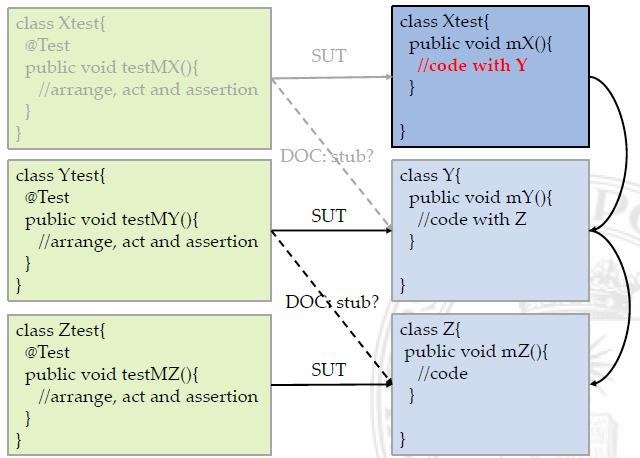 class Xtest{
@Test
public void testMX(){
//arrange, act and assertion
}
}
SUT
class Xtest{
public void mX(){
//code with Y
}
}
DOC: stub?
class Ytest{
@Test
public void testMY(){
//arrange, act and assertion
}
}
SUT
class Y{
public void mY(){
//code with Z
}
}
DOC: stub?
class Ztest{
@Test
public void testMZ(){
//arrange, act and assertion
}
}
SUT
class Z{
public void mZ(){
//code
}
}